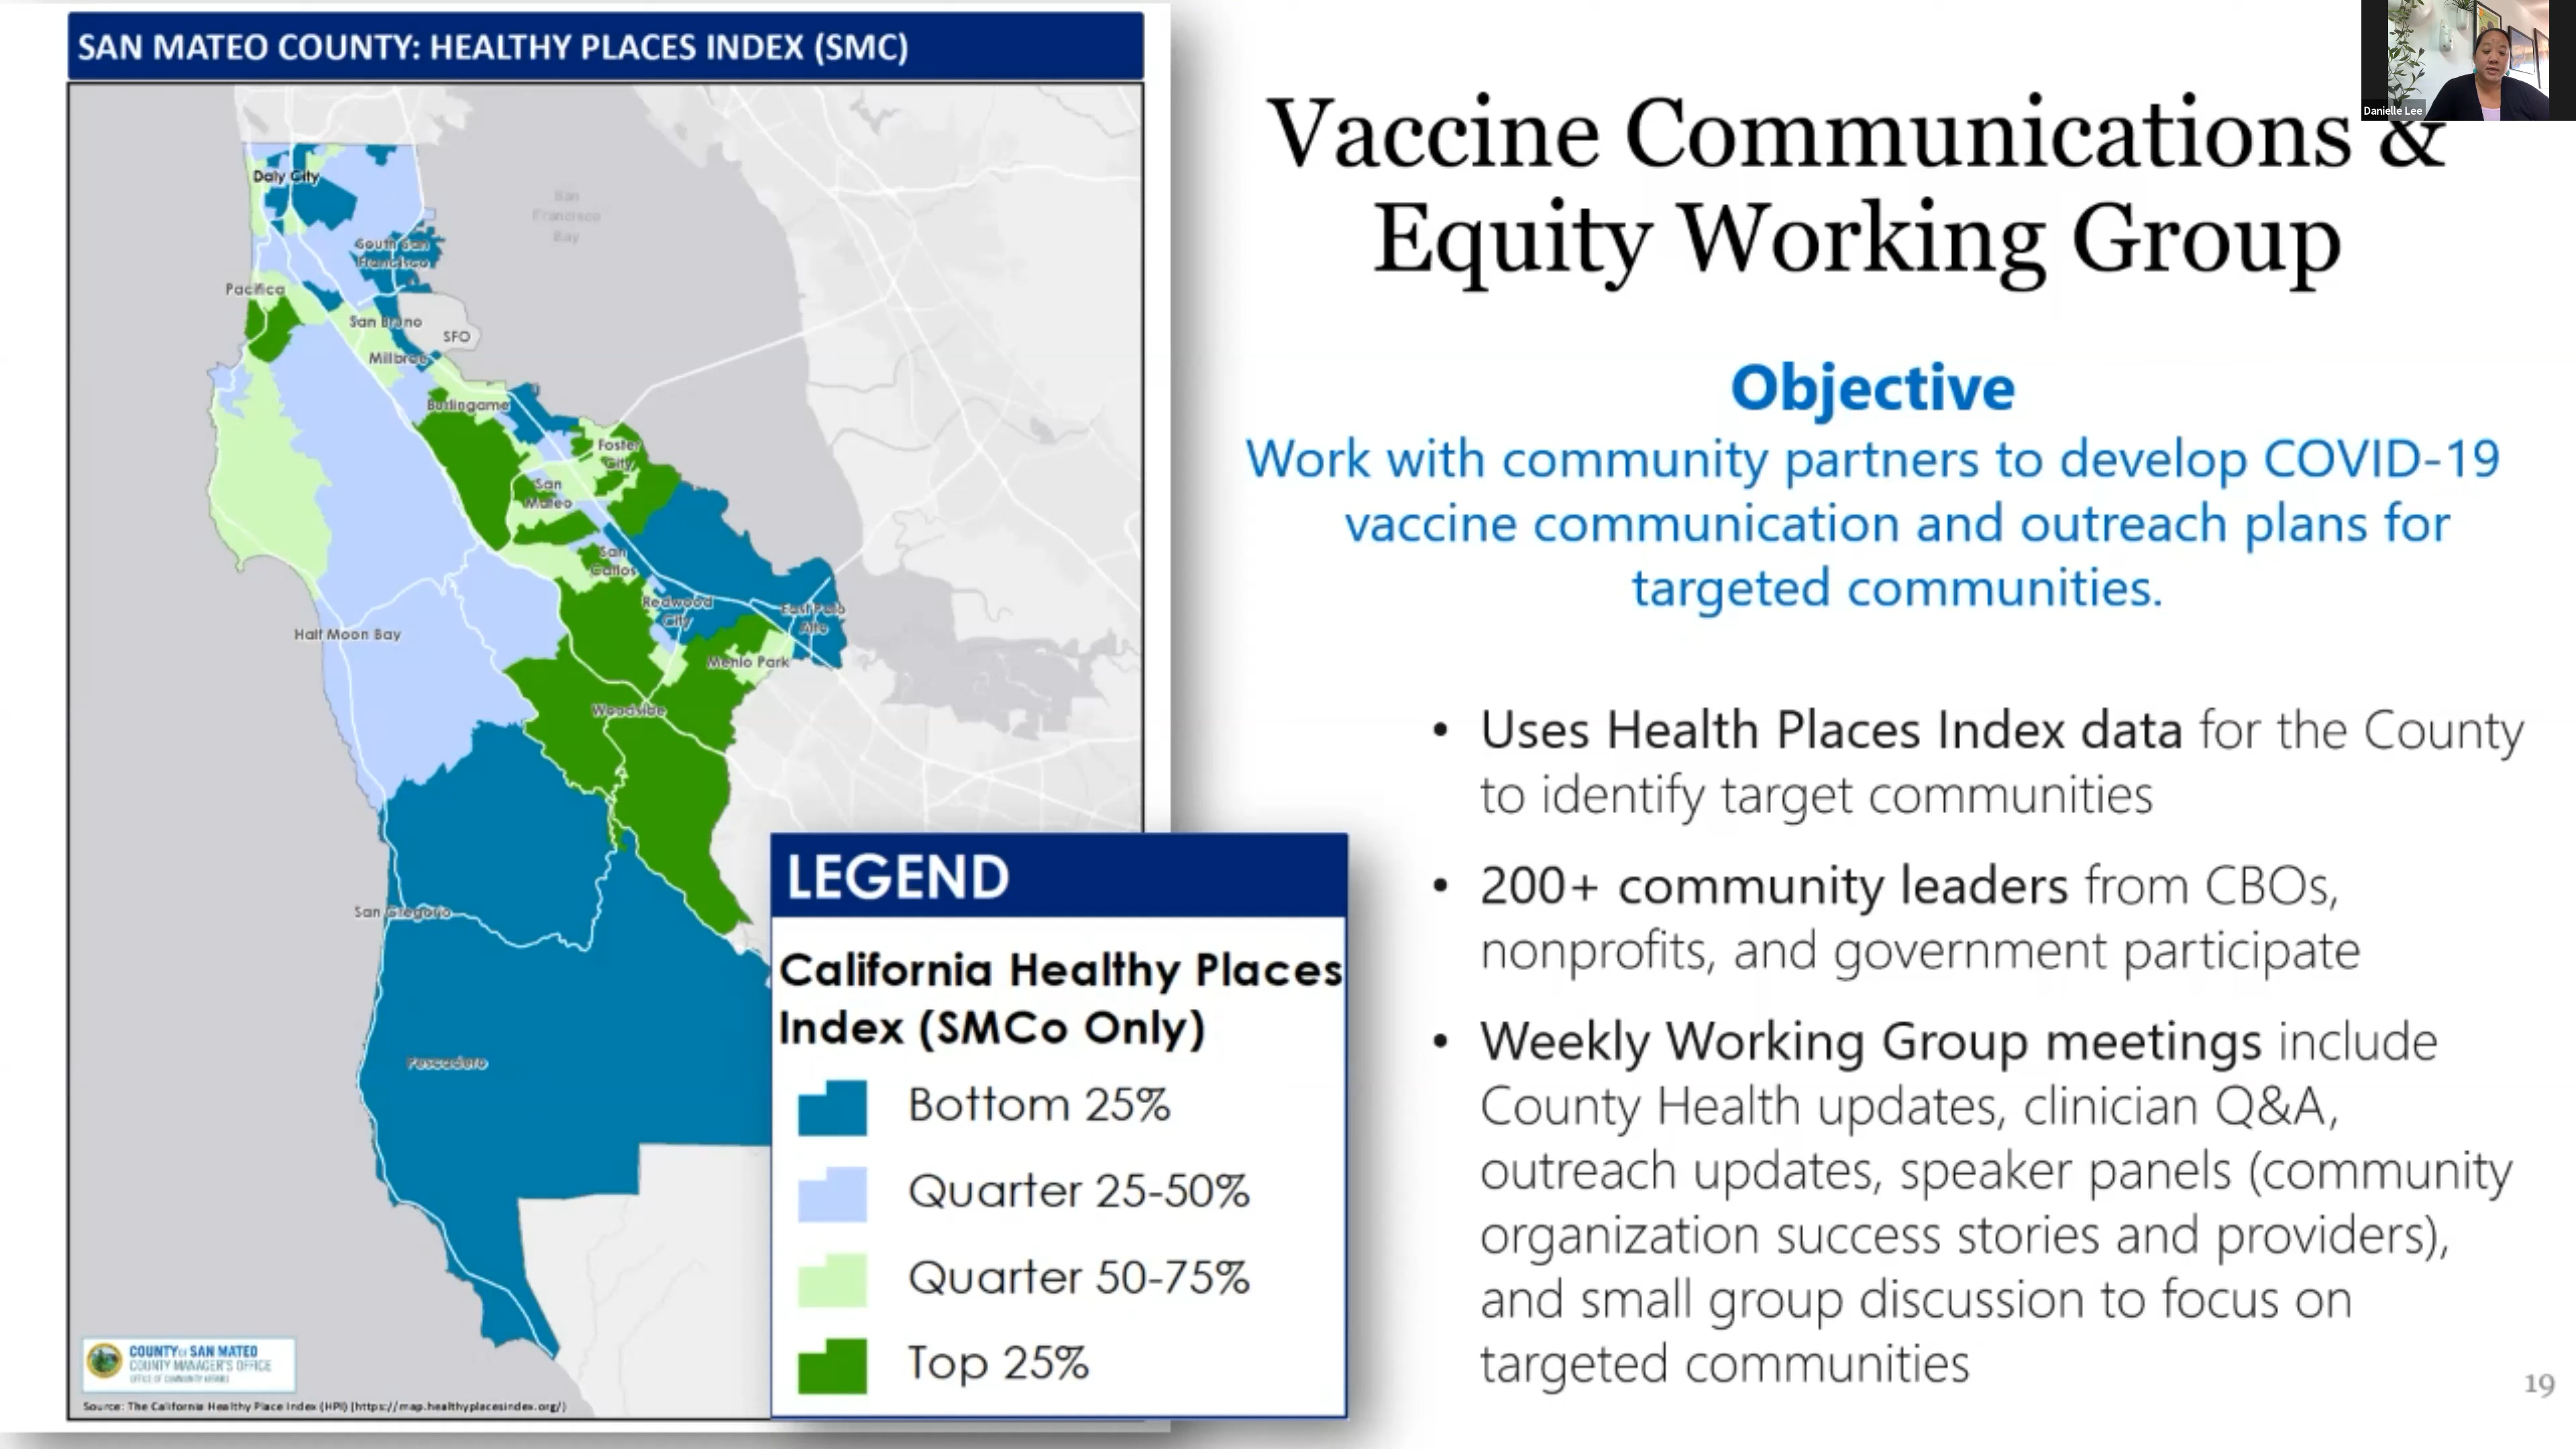 SAN MATEO COUNTY: HEALTHY PLACES INDEX (SMC)
Daly City
San
Francisco
Bay
South San
Francisco
Pacifica
San Bruno
SFO
Millbrae
Burlingame
Foster
City
San
Mateo
San
Carlos
Redwood
City
East Palo
Alto
Half Moon Bay
Menlo Park
Woodside
San Gregorio
Pescadero
LEGEND
California Healthy Places
Index (SMCo Only)
Bottom 25%
Quarter 25-50%
Quarter 50-75%
Top 25%
COUNTY OF SAN MATEO
COUNTY MANAGER'S OFFICE
OFFICE OF COMMUNITY AFFAIRS
Source: The California Healthy Place Index (HPI) [https://map.healthyplacesindex.org/)
Danielle Lee
Vaccine Communications &
Equity Working Group
Objective
Work with community partners to develop COVID-19
vaccine communication and outreach plans for
targeted communities.
• Uses Health Places Index data for the County
to identify target communities
• 200+ community leaders from CBOs,
nonprofits, and government participate
• Weekly Working Group meetings include
County Health updates, clinician Q&A,
outreach updates, speaker panels (community
organization success stories and providers),
and small group discussion to focus on
targeted communities
19